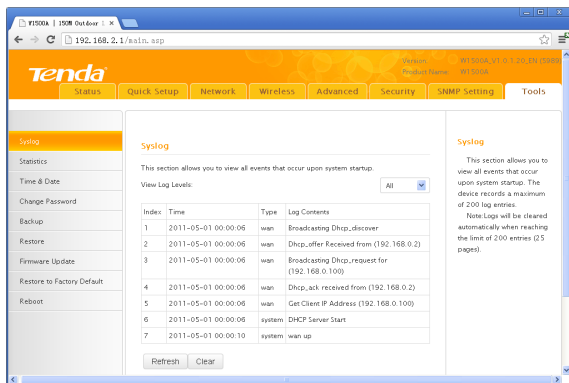 W1500A | 150M Outdoor 1
192.168.2.1/main.asp
Tenda
Version: W1500A_V1.0.1.20_EN (5988)
Product Name: W1500A
Status Quick Setup Network Wireless Advanced Security SNMP Setting Tools
Syslog
Statistics
Time & Date
Change Password
Backup
Restore
Firmware Update
Restore to Factory Default
Reboot
Syslog
This section allows you to view all events that occur upon system startup.
View Log Levels: All
Index Time Type Log Contents
1 2011-05-01 00:00:06 wan Broadcasting Dhcp_discover
2 2011-05-01 00:00:06 wan Dhcp_offer Received from (192.168.0.2)
3 2011-05-01 00:00:06 wan Broadcasting Dhcp_request for
(192.168.0.100)
4 2011-05-01 00:00:06 wan Dhcp_ack received from (192.168.0.2)
5 2011-05-01 00:00:06 wan Get Client IP Address (192.168.0.100)
6 2011-05-01 00:00:06 system DHCP Server Start
7 2011-05-01 00:00:10 system wan up
Refresh Clear
Syslog
This section allows you to
view all events that occur
upon system startup. The
device records a maximum
of 200 log entries.
Note:Logs will be cleared
automatically when reaching
the limit of 200 entries (25
pages).